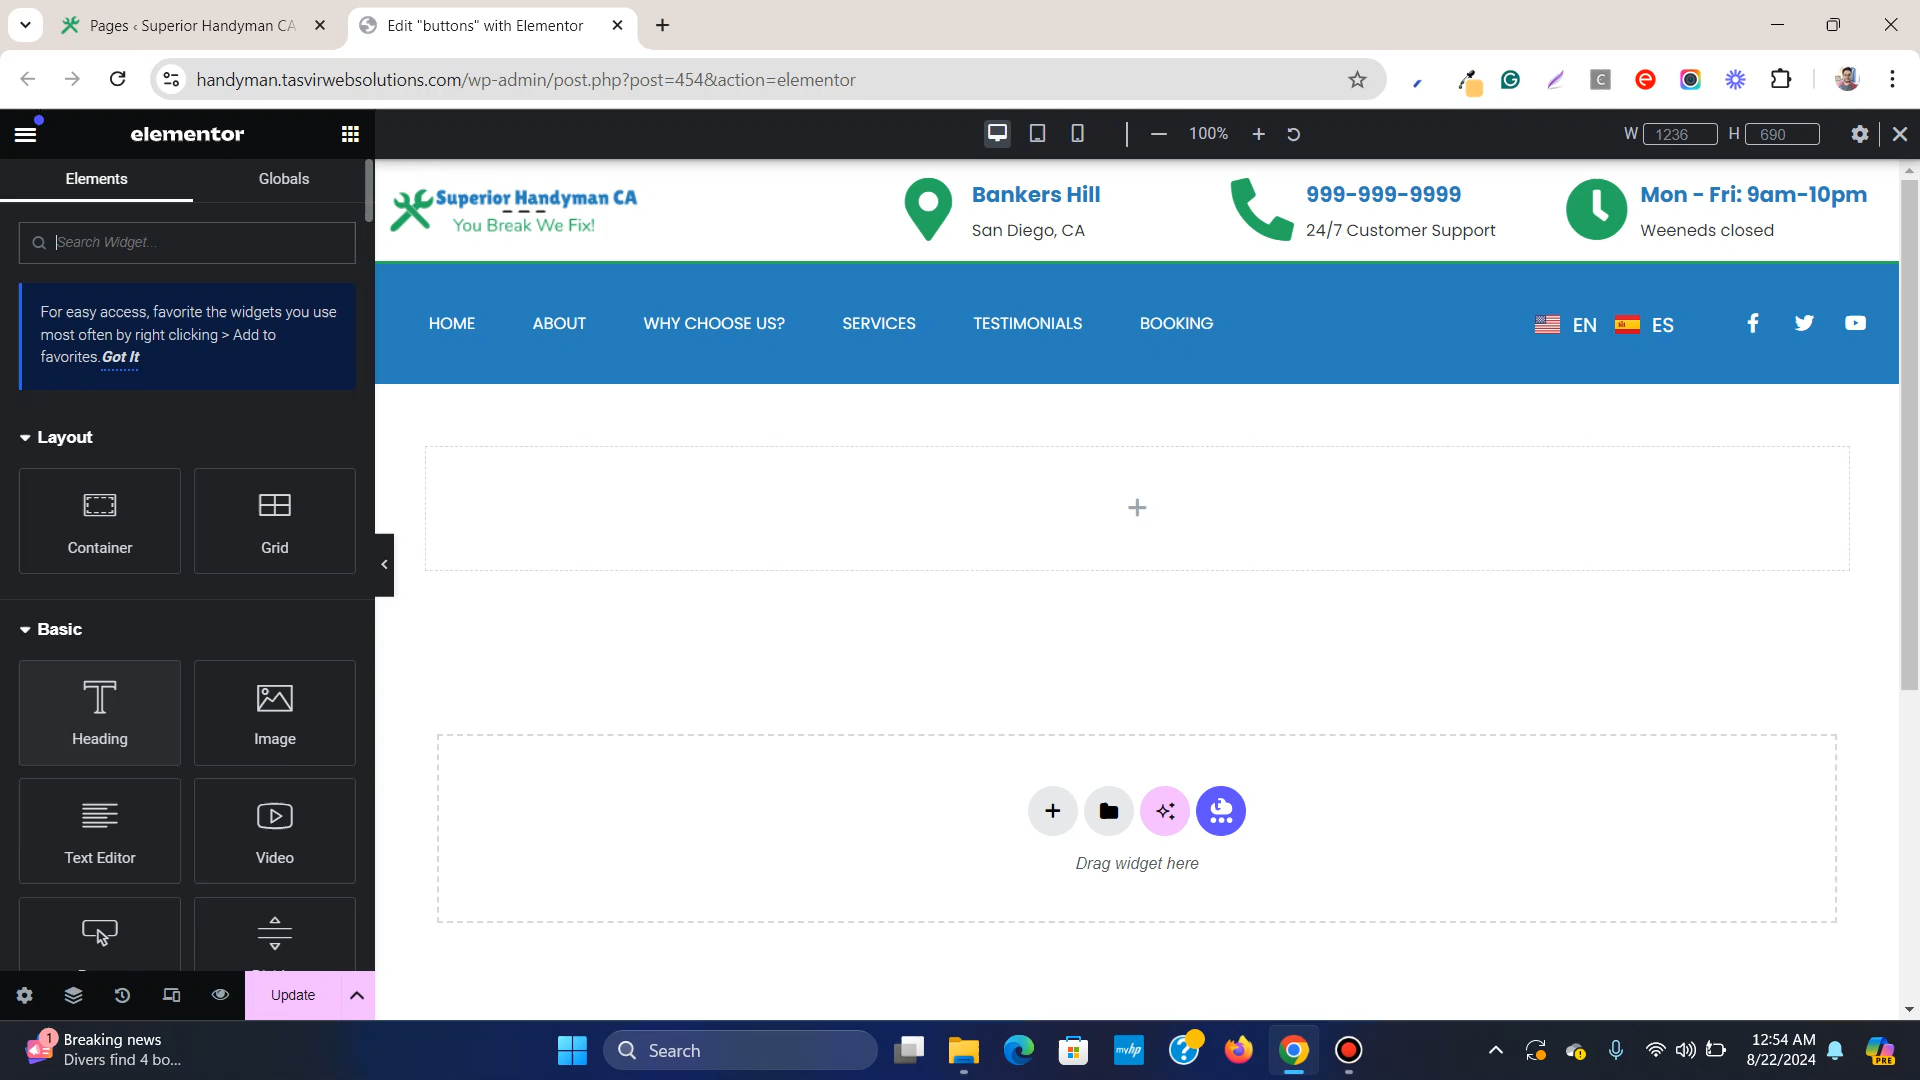 Pages ‹ Superior Handyman CA
Edit "buttons" with Elementor
handyman.tasvirwebsolutions.com/wp-admin/post.php?post=454&action=elementor
elementor
100%
W 1236
H 690
Elements
Globals
Search Widget...
For easy access, favorite the widgets you use
most often by right clicking > Add to
favorites. Got It
Layout
Container
Grid
Basic
Heading
Image
Text Editor
Video
Update
Superior Handyman CA
You Break We Fix!
Bankers Hill
San Diego, CA
999-999-9999
24/7 Customer Support
Mon - Fri: 9am-10pm
Weeneds closed
HOME
ABOUT
WHY CHOOSE US?
SERVICES
TESTIMONIALS
BOOKING
EN
ES
Drag widget here
1
Breaking news
Divers find 4 bo...
Search
myhp
12:54 AM
8/22/2024
PRE